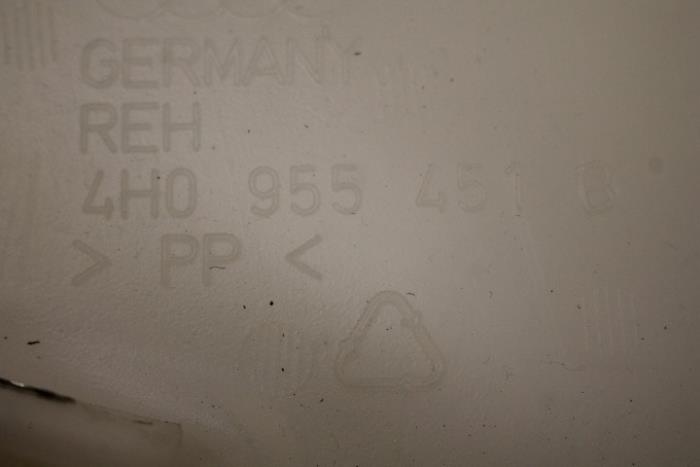 GERMANY
REH
4H0 955 451 B
> PP <